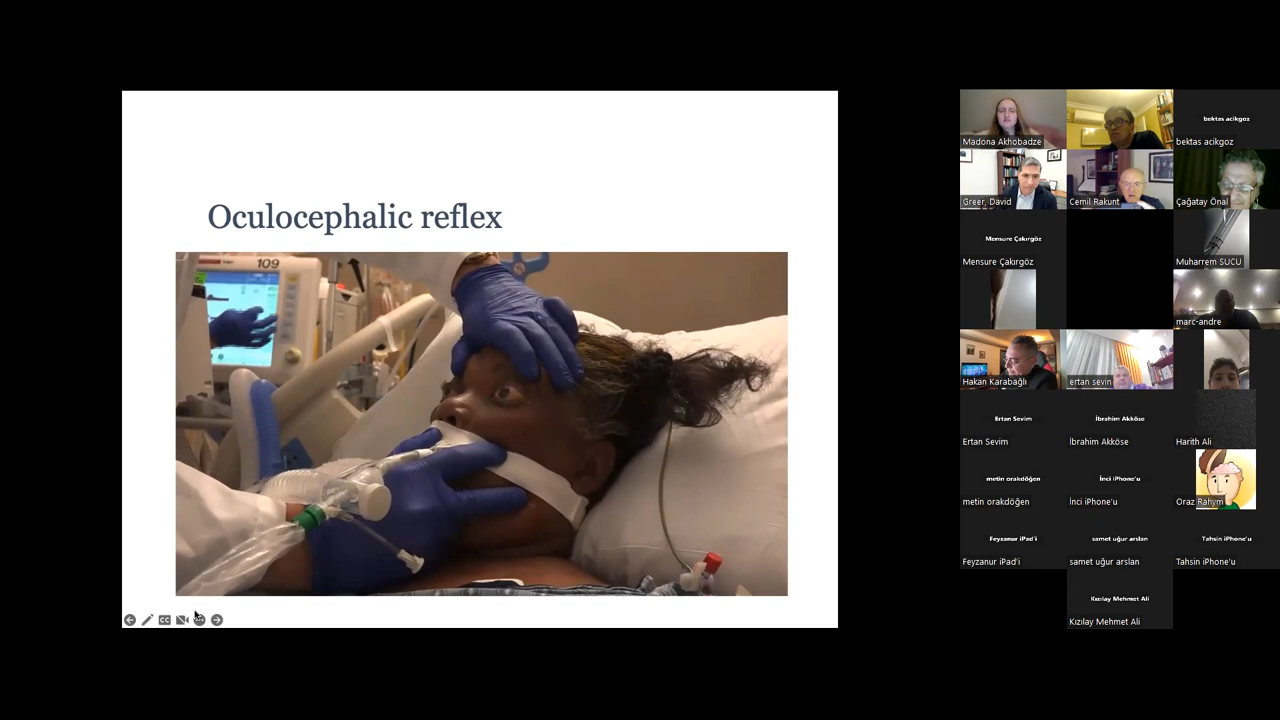 Oculocephalic reflex
109
CC
Madona Akhobadze
bektas acikgoz
bektas acikgoz
Greer, David
Cemil Rakunt
Çağatay Önal
Mensure Çakırgöz
Mensure Çakırgöz
Muharrem SUCU
marc-andre
Hakan Karabağlı
ertan sevin
Ertan Sevim
Ertan Sevim
İbrahim Akköse
İbrahim Akköse
Harith Ali
metin orakdöğen
metin orakdöğen
İnci iPhone'u
İnci iPhone'u
Oraz Rahym
Feyzanur iPad'i
Feyzanur iPad'i
samet uğur arslan
samet uğur arslan
Tahsin iPhone'u
Tahsin iPhone'u
Kızılay Mehmet Ali
Kızılay Mehmet Ali